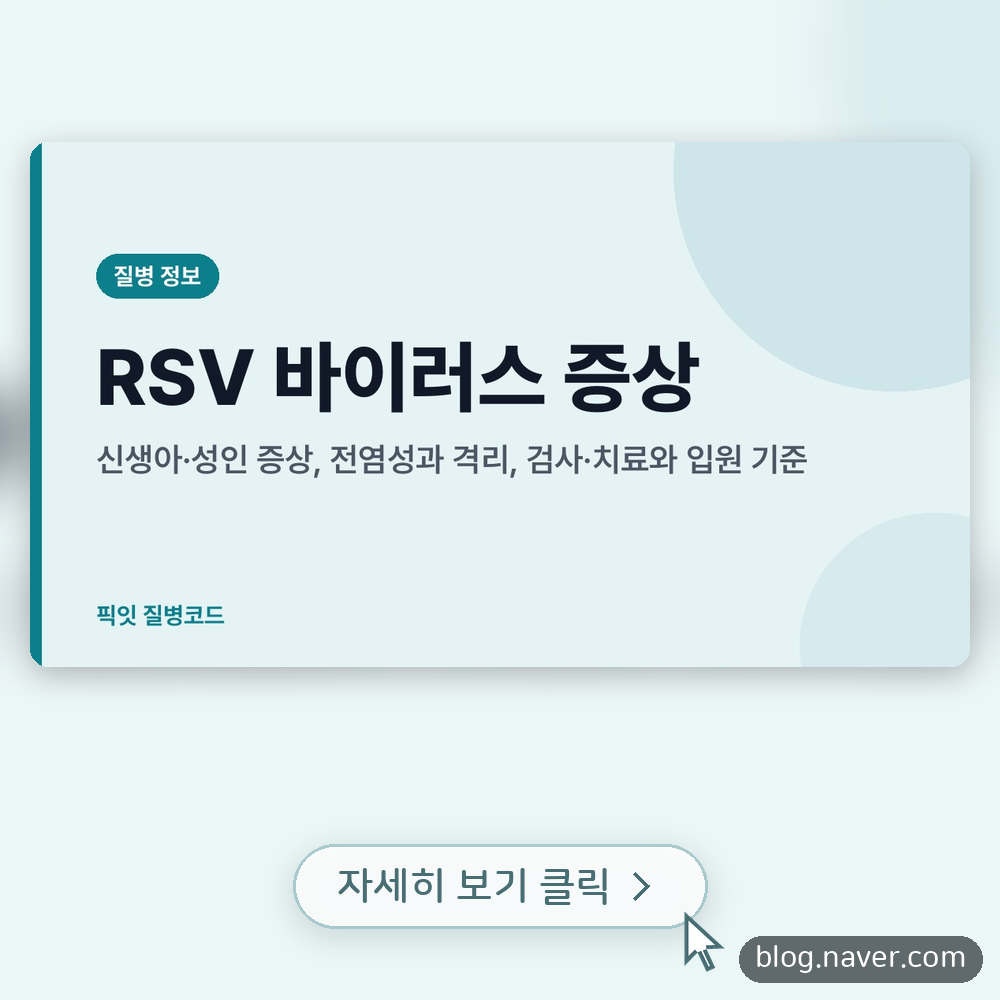 질병 정보
RSV 바이러스 증상
신생아·성인 증상, 전염성과 격리, 검사·치료와 입원 기준
픽잇 질병코드
자세히 보기 클릭
blog.naver.com